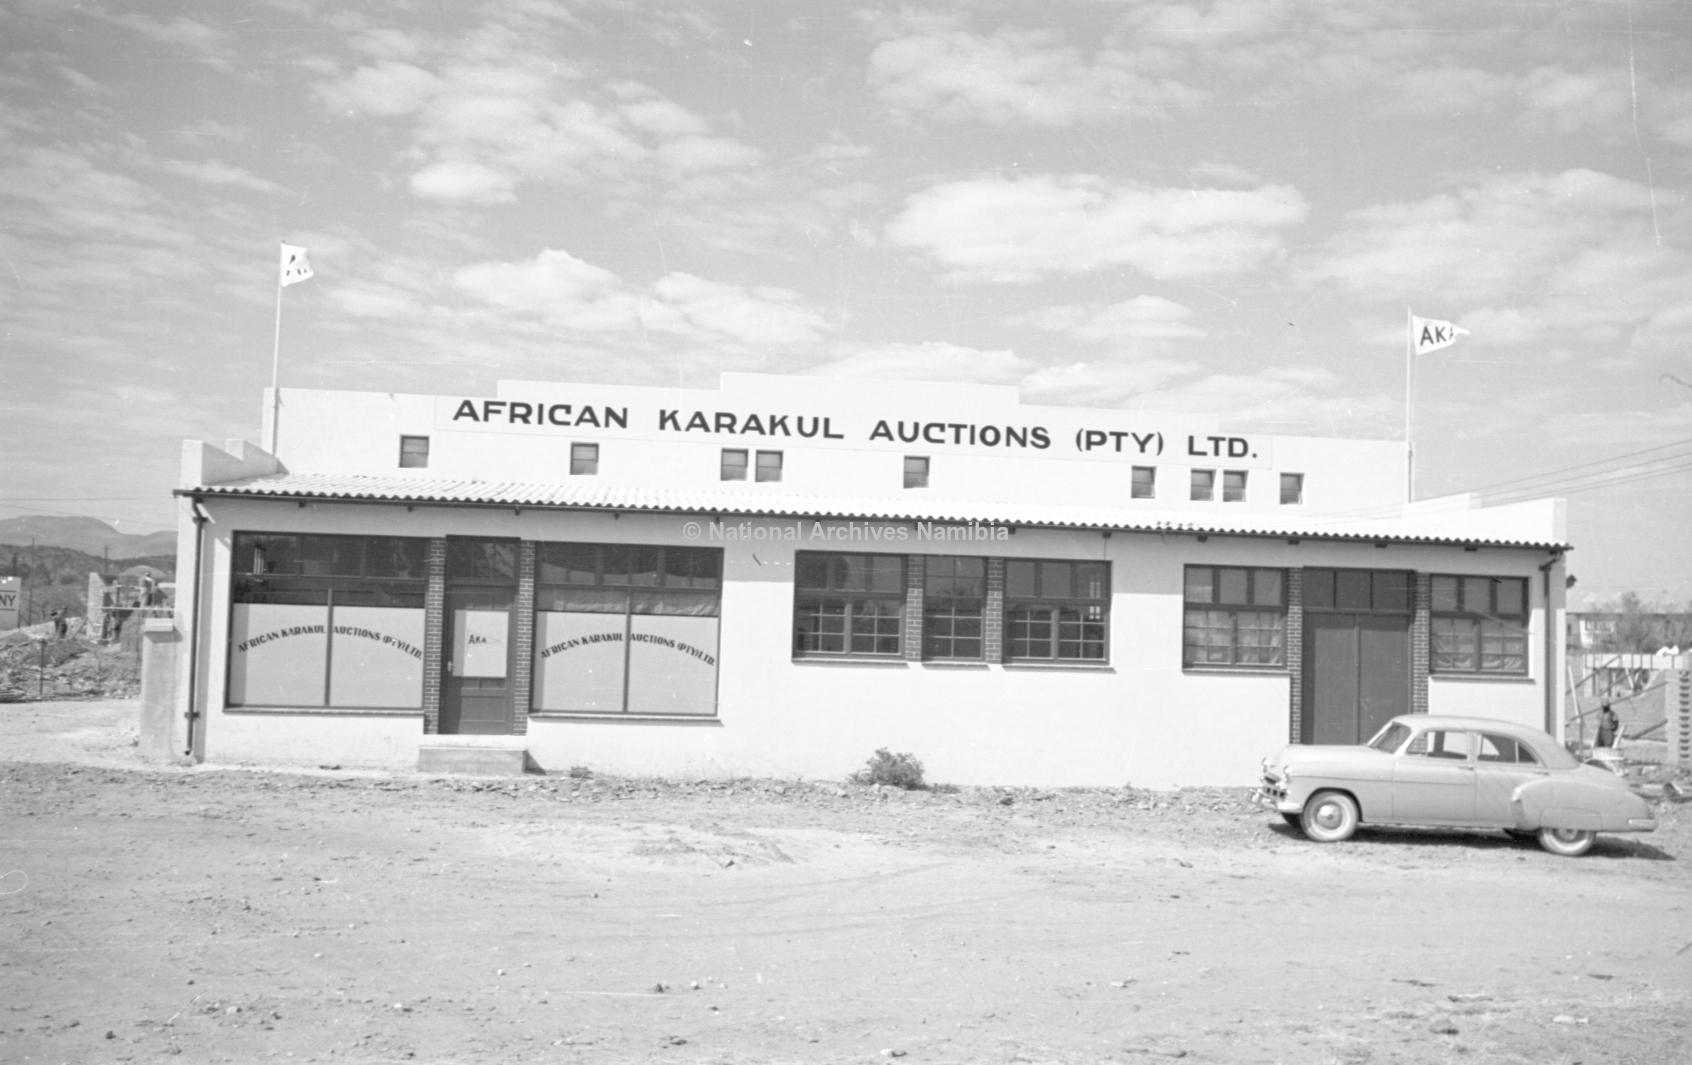 AKA
AFRICAN KARAKUL AUCTIONS (PTY) LTD.
© National Archives Namibia
NY
AFRICAN KARAKUL AUCTIONS (PTY) LTD.
AKA
AFRICAN KARAKUL AUCTIONS (PTY) LTD.